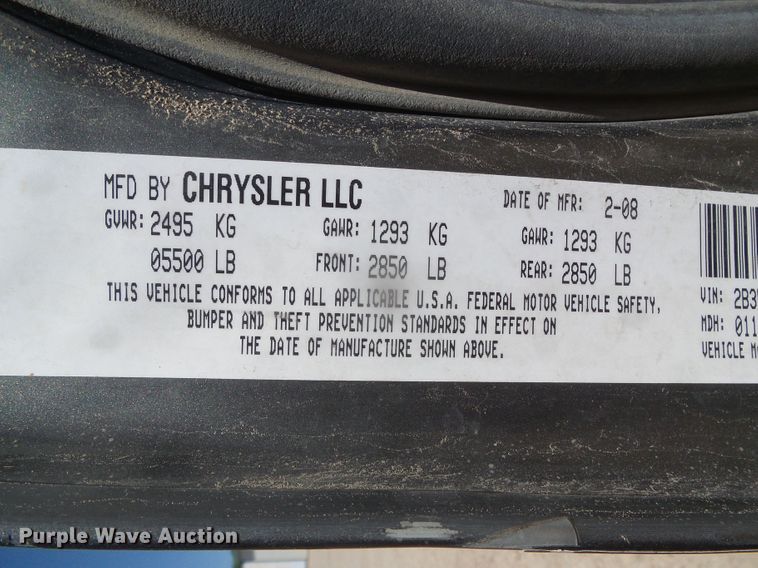 MFD BY CHRYSLER LLC DATE OF MFR: 2-08
GVWR: 2495 KG GAWR: 1293 KG GAWR: 1293 KG
05500 LB FRONT: 2850 LB REAR: 2850 LB
THIS VEHICLE CONFORMS TO ALL APPLICABLE U.S.A. FEDERAL MOTOR VEHICLE SAFETY,
BUMPER AND THEFT PREVENTION STANDARDS IN EFFECT ON
THE DATE OF MANUFACTURE SHOWN ABOVE.
VIN: 2B3
MDH: 011
VEHICLE
Purple Wave Auction